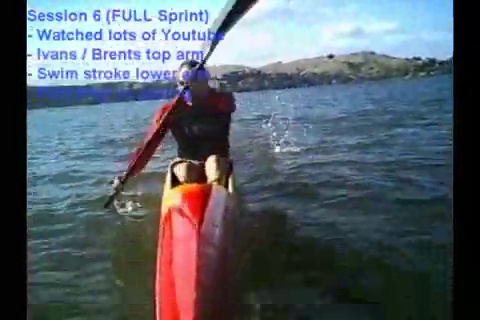 Session 6 (FULL Sprint)
- Watched lots of Youtube
- Ivans / Brents top arm
- Swim stroke lower arm